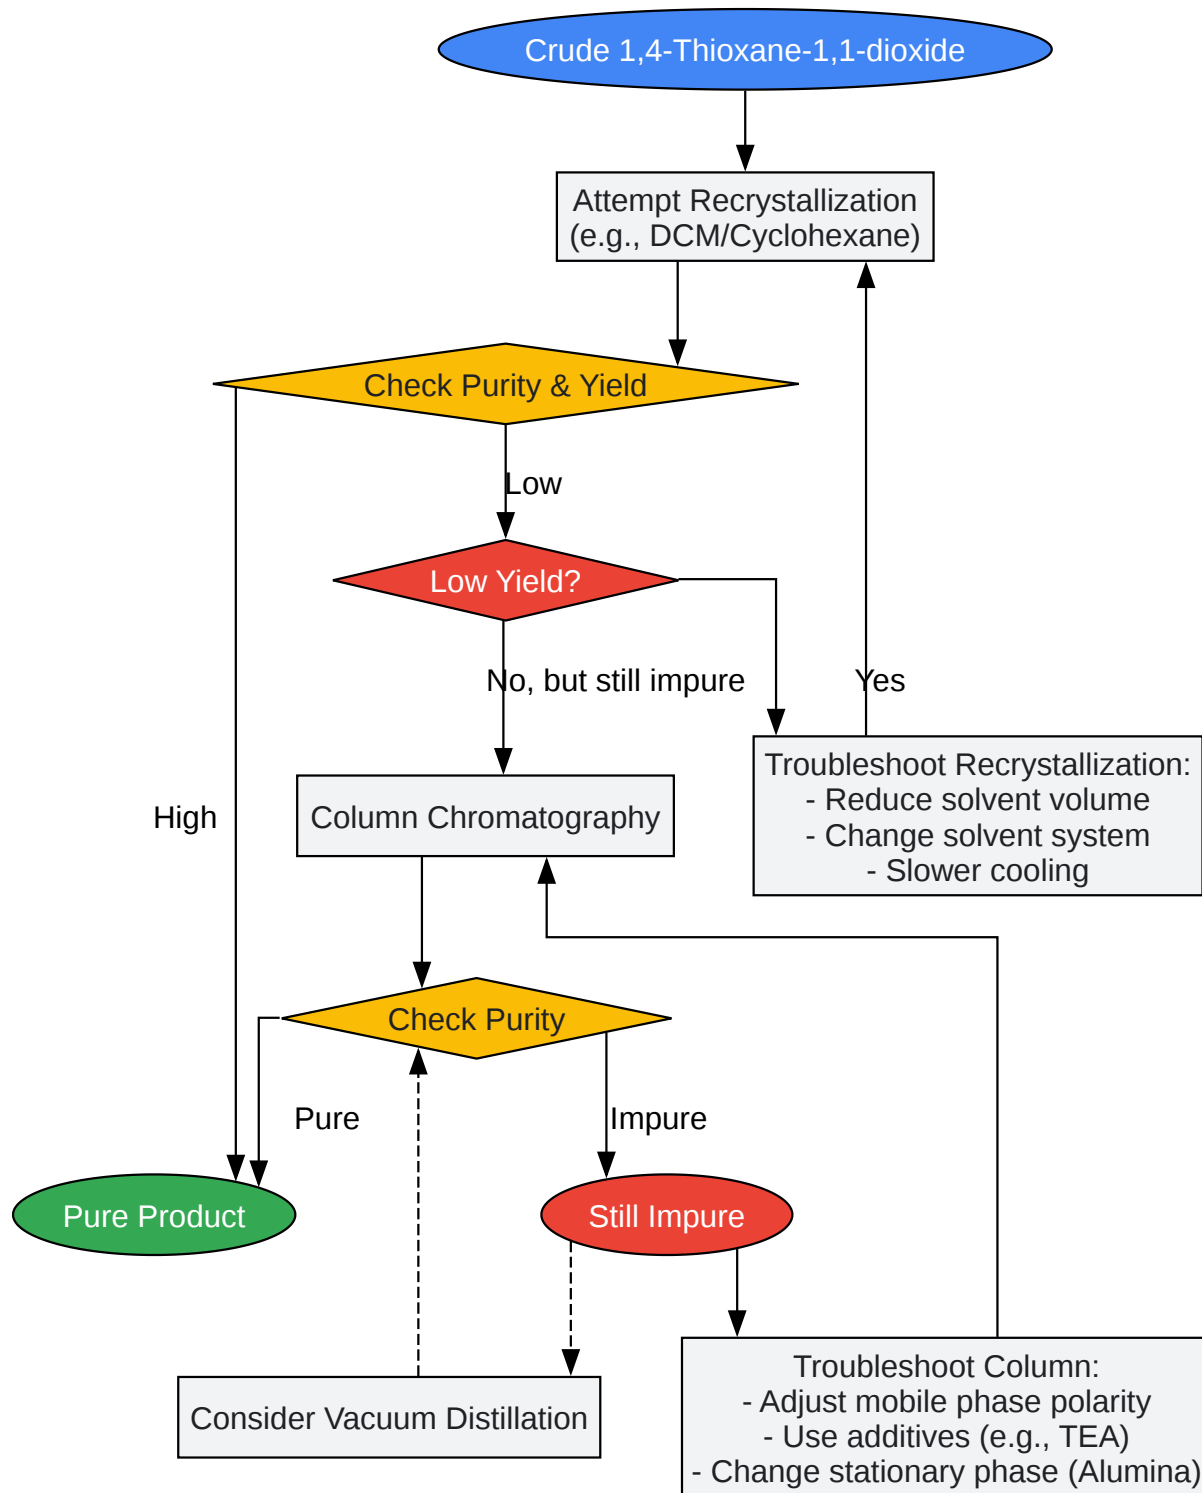 Crude 1,4-Thioxane-1,1-dioxide
Attempt Recrystallization
(e.g., DCM/Cyclohexane)
Check Purity & Yield
Low
Low Yield?
No, but still impure
Yes
Troubleshoot Recrystallization:
- Reduce solvent volume
- Change solvent system
- Slower cooling
High
Column Chromatography
Check Purity
Pure
Impure
Pure Product
Still Impure
Consider Vacuum Distillation
Troubleshoot Column:
- Adjust mobile phase polarity
- Use additives (e.g., TEA)
- Change stationary phase (Alumina)